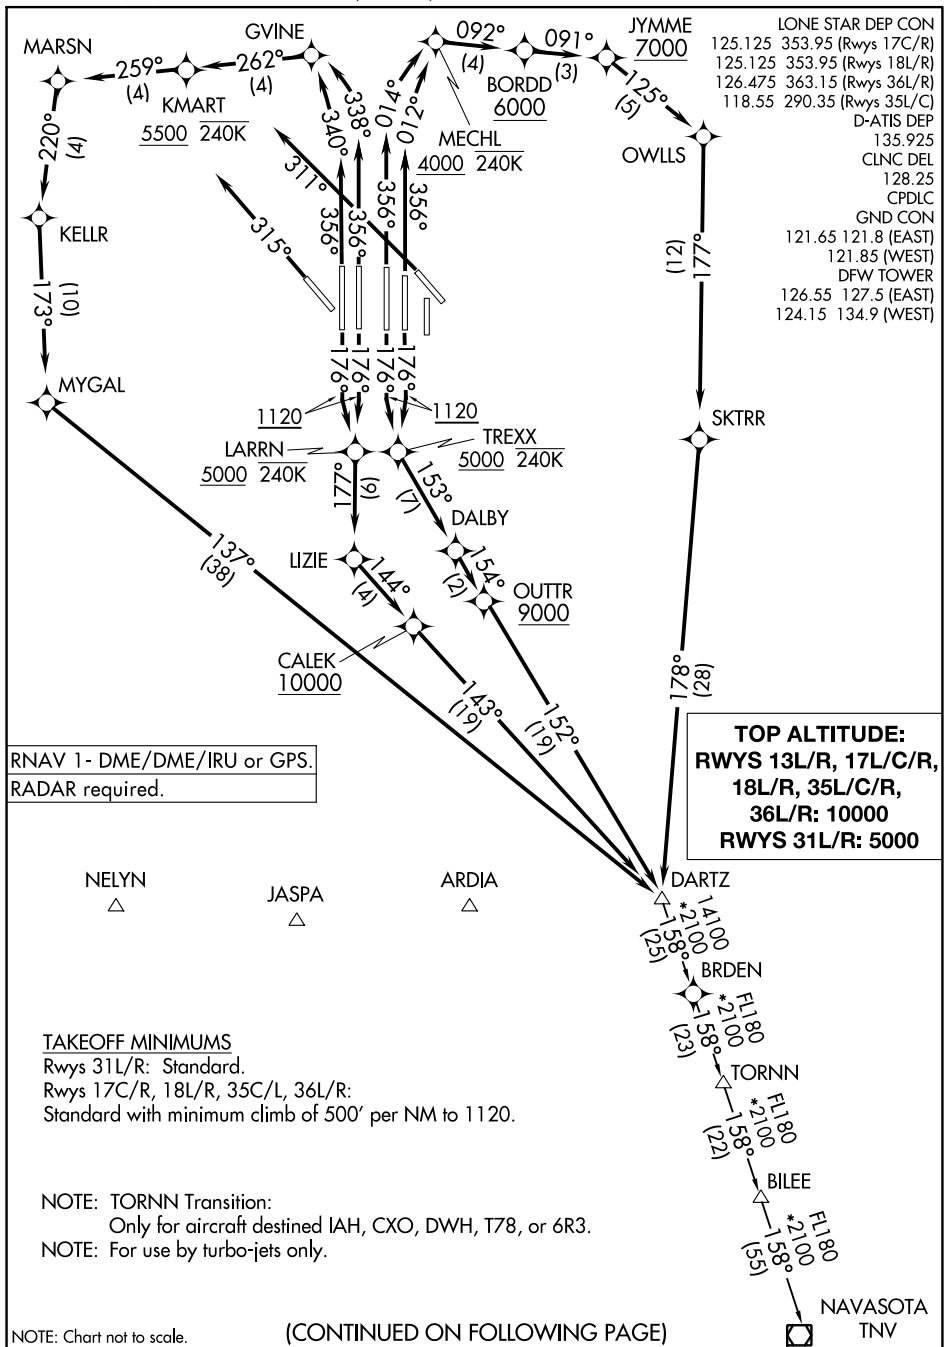 LONE STAR DEP CON
125.125 353.95 (Rwys 17C/R)
125.125 353.95 (Rwys 18L/R)
126.475 363.15 (Rwys 36L/R)
118.55 290.35 (Rwys 35L/C)
D-ATIS DEP
135.925
CLNC DEL
128.25
CPDLC
GND CON
121.65 121.8 (EAST)
121.85 (WEST)
DFW TOWER
126.55 127.5 (EAST)
124.15 134.9 (WEST)
MARSN
259°
(4)
KMART
5500 240K
262°
(4)
GVINE
220°
(4)
KELLR
173°
(10)
MYGAL
137°
(38)
340°
338°
014°
012°
MECHL
4000 240K
092°
(4)
BORDD
6000
091°
(3)
JYMME
7000
125°
(5)
OWLLS
177°
(12)
SKTRR
178°
(28)
315°
311°
356°
356°
356°
356°
176°
176°
176°
176°
1120
1120
LARRN
5000 240K
TREXX
5000 240K
177°
(9)
LIZIE
144°
(4)
CALEK
10000
143°
(19)
153°
(7)
DALBY
154°
(2)
OUTTR
9000
152°
(19)
RNAV 1- DME/DME/IRU or GPS.
RADAR required.
TOP ALTITUDE:
RWYS 13L/R, 17L/C/R,
18L/R, 35L/C/R,
36L/R: 10000
RWYS 31L/R: 5000
NELYN
JASPA
ARDIA
DARTZ
14100
*2100
158°
(25)
BRDEN
FL180
*2100
158°
(23)
TORNN
FL180
*2100
158°
(22)
BILEE
FL180
*2100
158°
(55)
NAVASOTA
TNV
TAKEOFF MINIMUMS
Rwys 31L/R: Standard.
Rwys 17C/R, 18L/R, 35C/L, 36L/R:
Standard with minimum climb of 500' per NM to 1120.
NOTE: TORNN Transition:
Only for aircraft destined IAH, CXO, DWH, T78, or 6R3.
NOTE: For use by turbo-jets only.
NOTE: Chart not to scale.
(CONTINUED ON FOLLOWING PAGE)